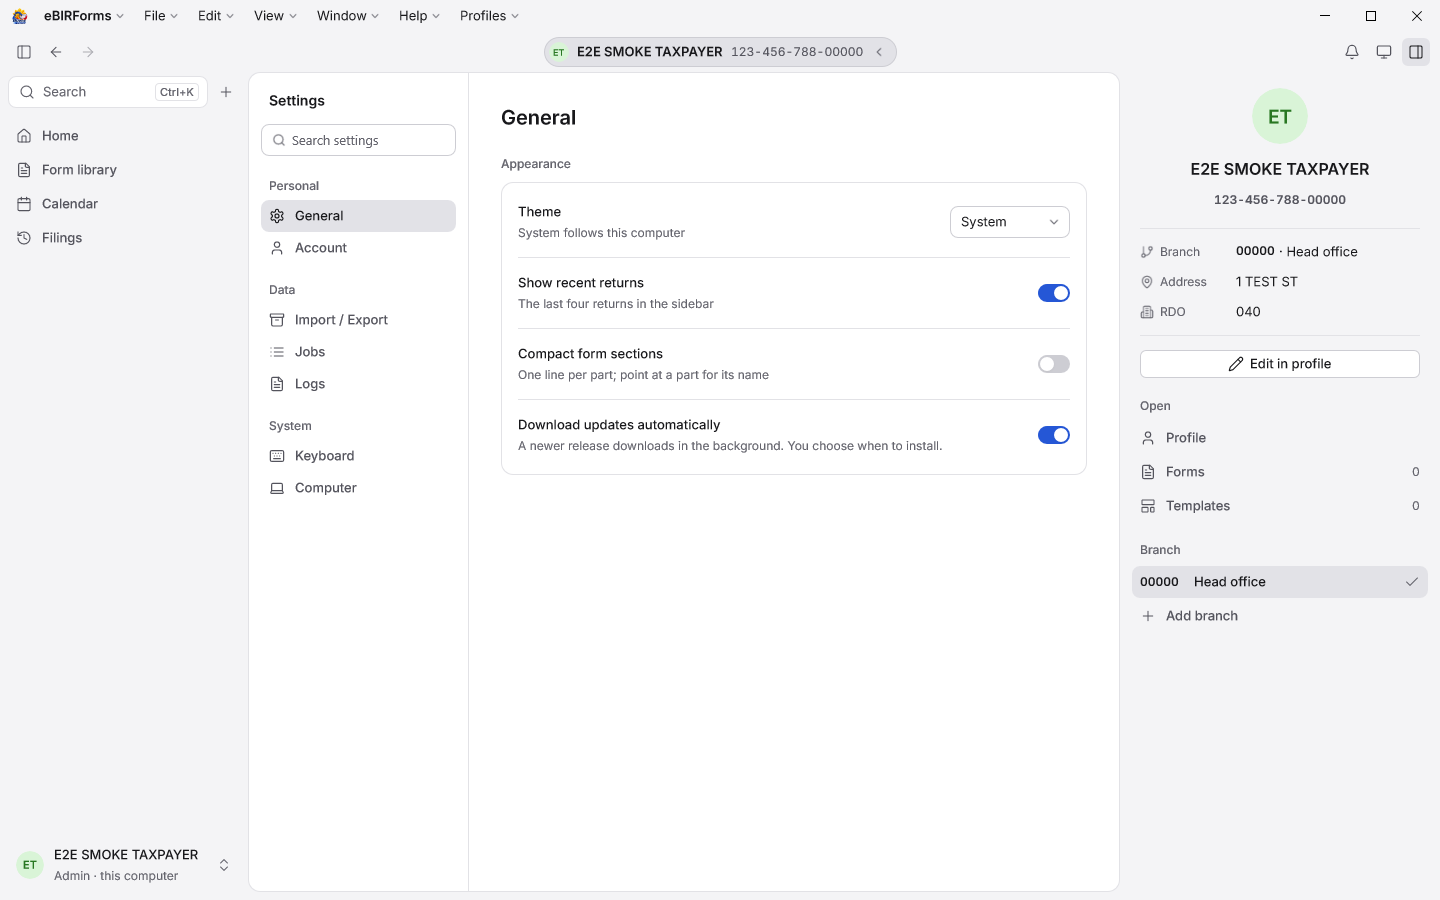 eBIRForms File Edit View Window Help Profiles
ET E2E SMOKE TAXPAYER 123-456-788-00000
Search Ctrl+K
Home
Form library
Calendar
Filings
ET E2E SMOKE TAXPAYER
Admin · this computer
Settings
Search settings
Personal
General
Account
Data
Import / Export
Jobs
Logs
System
Keyboard
Computer
General
Appearance
Theme
System follows this computer
System
Show recent returns
The last four returns in the sidebar
Compact form sections
One line per part; point at a part for its name
Download updates automatically
A newer release downloads in the background. You choose when to install.
ET
E2E SMOKE TAXPAYER
123-456-788-00000
Branch 00000 · Head office
Address 1 TEST ST
RDO 040
Edit in profile
Open
Profile
Forms 0
Templates 0
Branch
00000 Head office
Add branch